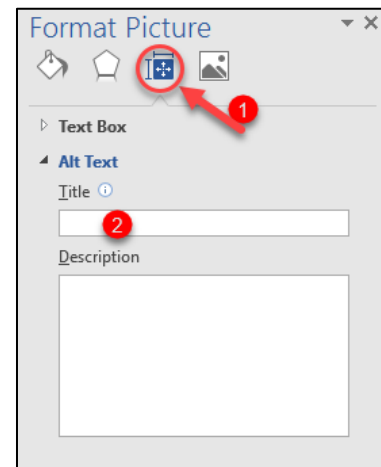 Format Picture
1
Text Box
Alt Text
Title
2
Description